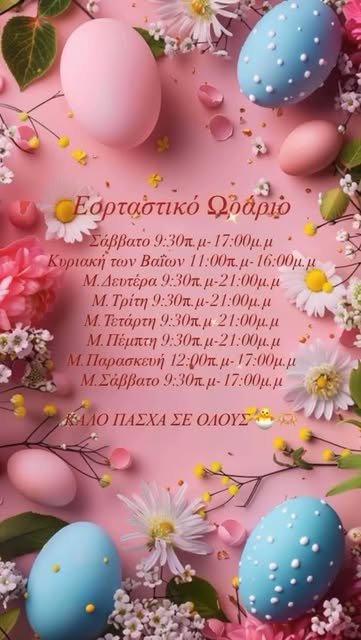 Εορταστικό Ωράριο
Σάββατο 9:30π.μ-17:00μ.μ
Κυριακή των Βαΐων 11:00π.μ-16:00μ.μ
Μ.Δευτέρα 9:30π.μ-21:00μ.μ
Μ.Τρίτη 9:30π.μ-21:00μ.μ
Μ.Τετάρτη 9:30π.μ-21:00μ.μ
Μ.Πέμπτη 9:30π.μ-21:00μ.μ
Μ.Παρασκευή 12:00π.μ-17:00μ.μ
Μ.Σάββατο 9:30π.μ-17:00μ.μ
ΚΑΛΟ ΠΑΣΧΑ ΣΕ ΟΛΟΥΣ🐣